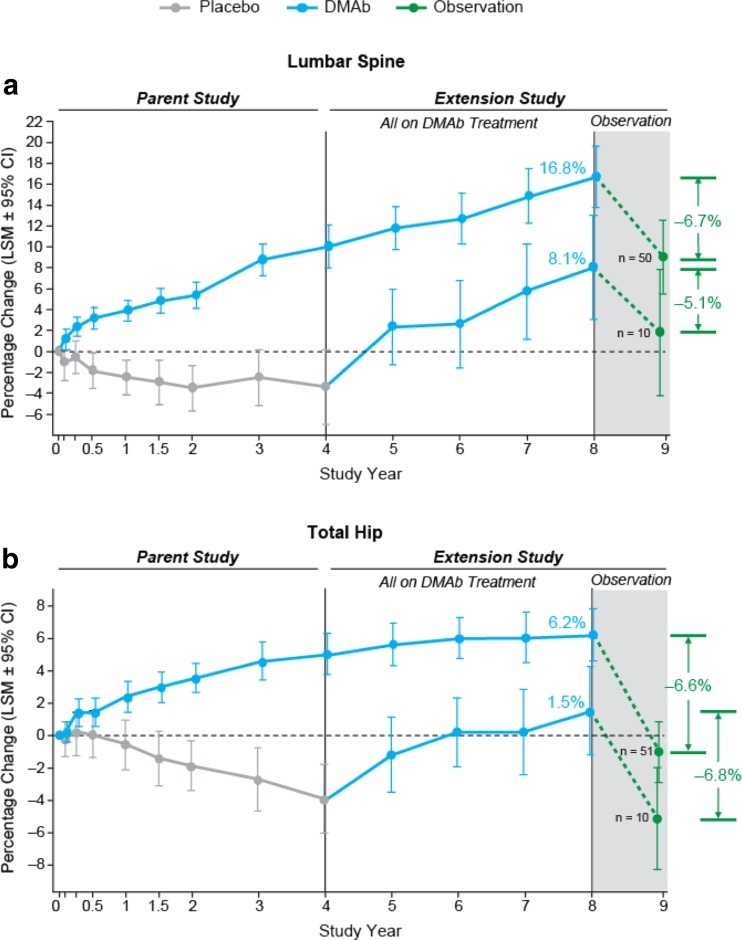 Placebo DMAb Observation
Lumbar Spine
a
Parent Study Extension Study
All on DMAb Treatment Observation
Percentage Change (LSM ± 95% CI)
22
20
18
16
14
12
10
8
6
4
2
0
–2
–4
–6
16.8%
8.1%
n = 50
n = 10
–6.7%
–5.1%
0 0.5 1 1.5 2 3 4 5 6 7 8 9
Study Year
Total Hip
b
Parent Study Extension Study
All on DMAb Treatment Observation
Percentage Change (LSM ± 95% CI)
8
6
4
2
0
–2
–4
–6
–8
6.2%
1.5%
n = 51
n = 10
–6.6%
–6.8%
0 0.5 1 1.5 2 3 4 5 6 7 8 9
Study Year